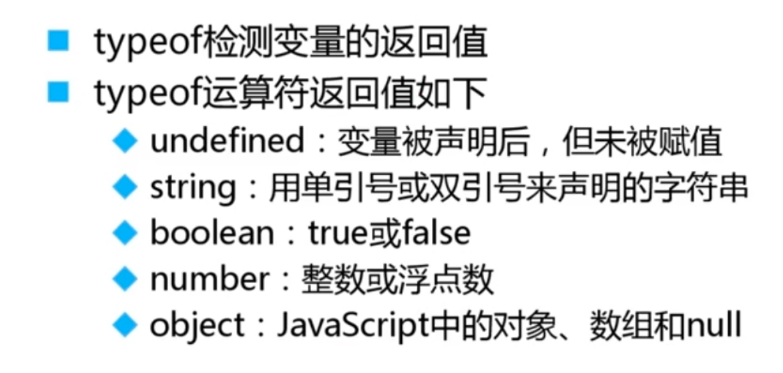 typeof检测变量的返回值
typeof运算符返回值如下
undefined：变量被声明后，但未被赋值
string：用单引号或双引号来声明的字符串
boolean：true或false
number：整数或浮点数
object：JavaScript中的对象、数组和null